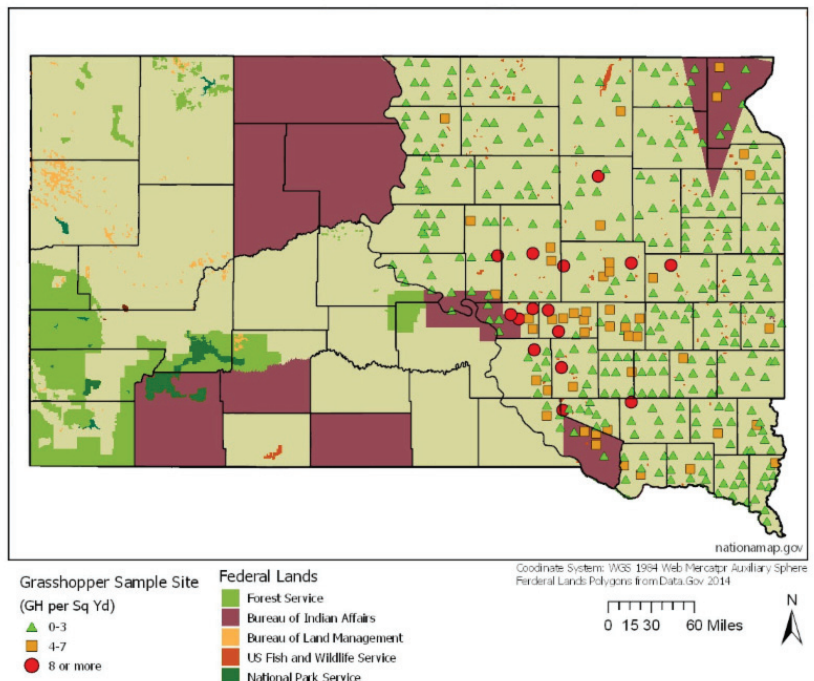 nationamap.gov
Coodinate System: WGS 1984 Web Mercatpr Auxiliary Sphere
Ferderal Lands Polygons from Data.Gov 2014
Grasshopper Sample Site
(GH per Sq Yd)
0-3
4-7
8 or more
Federal Lands
Forest Service
Bureau of Indian Affairs
Bureau of Land Management
US Fish and Wildlife Service
National Park Service
0 15 30 60 Miles
N